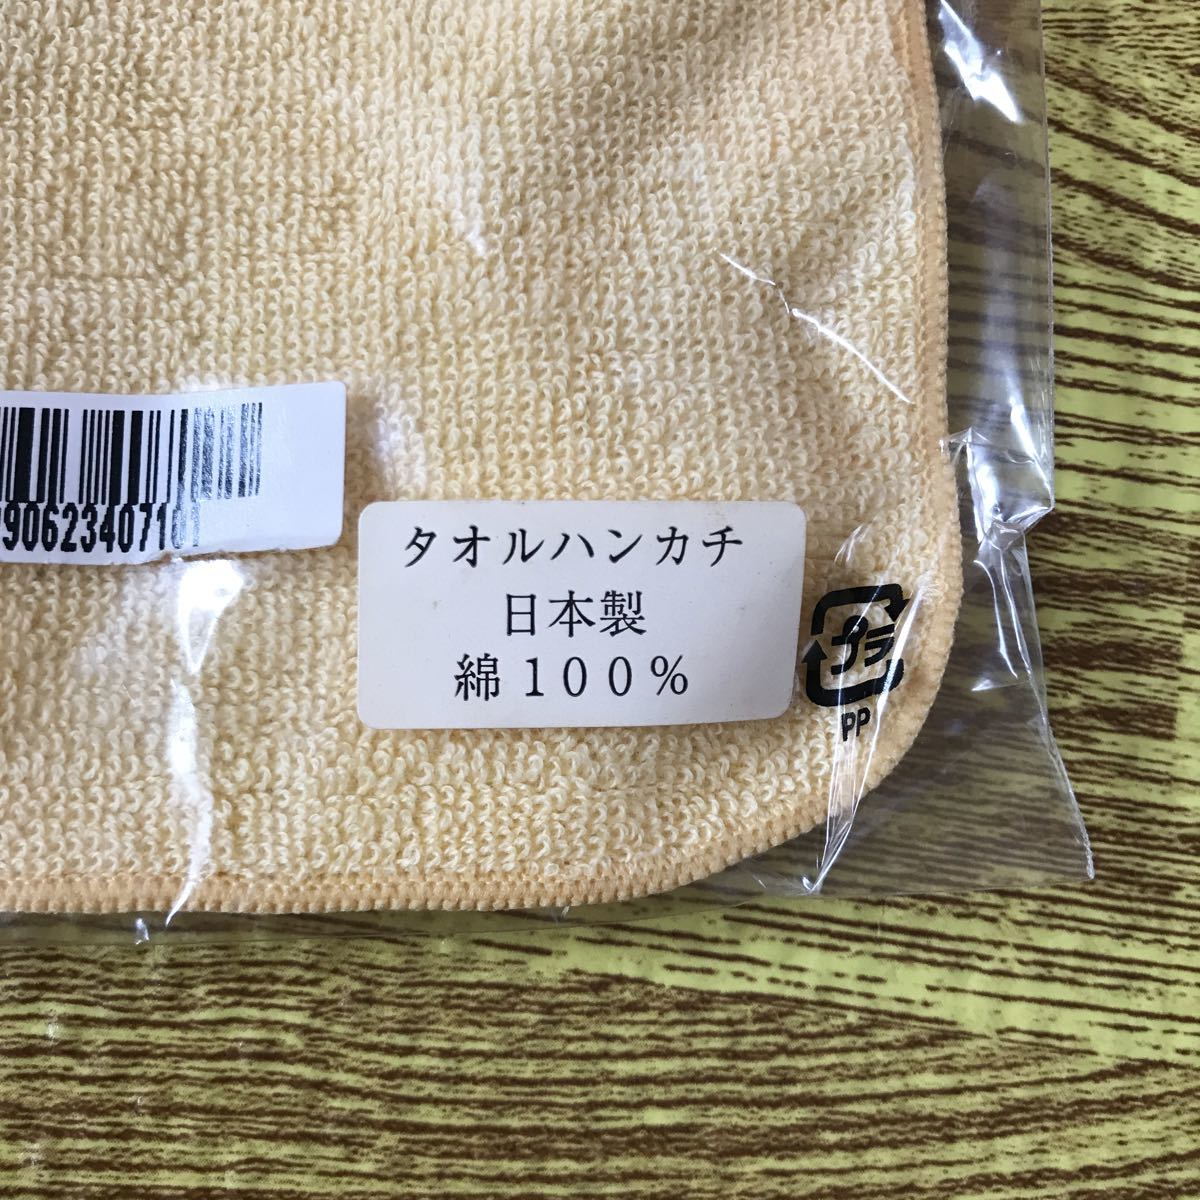 タオルハンカチ
日本製
綿100%
プラ
PP